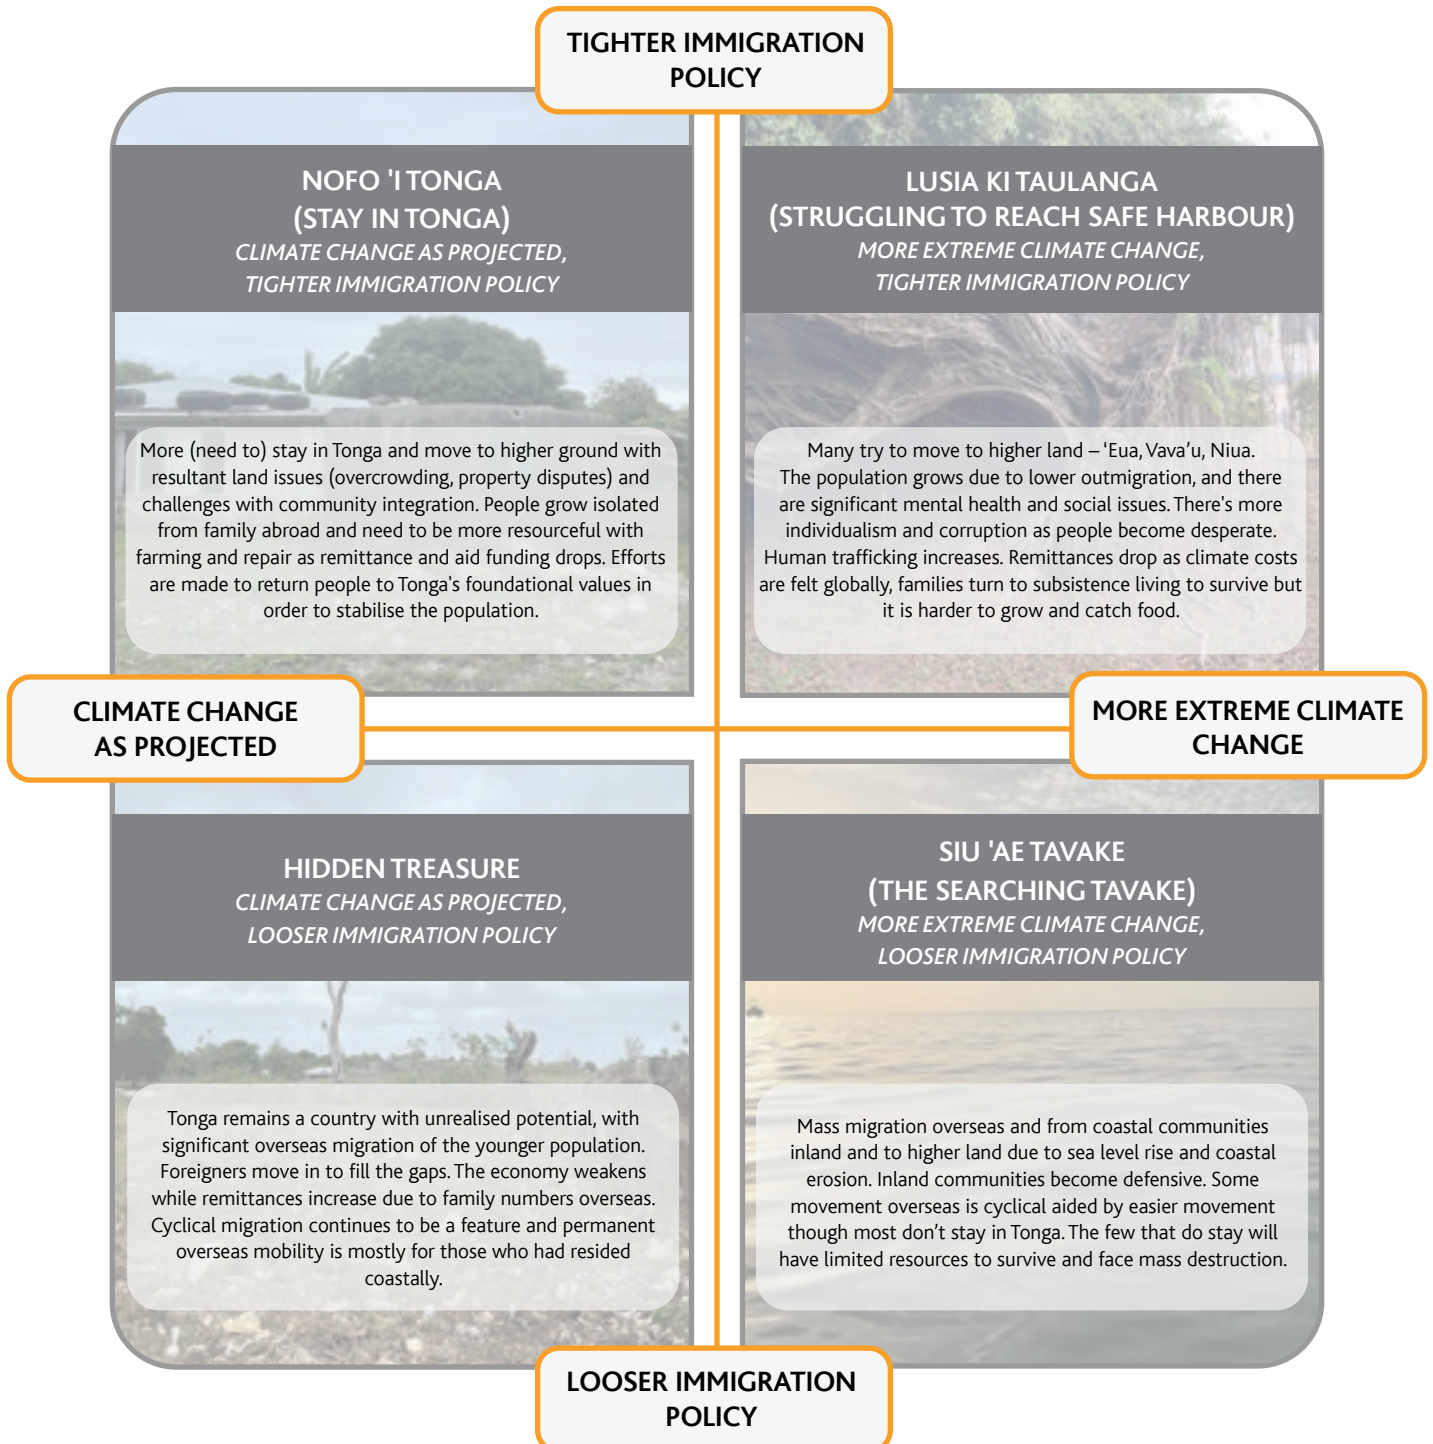 TIGHTER IMMIGRATION
POLICY
NOFO 'I TONGA
(STAY IN TONGA)
CLIMATE CHANGE AS PROJECTED,
TIGHTER IMMIGRATION POLICY
More (need to) stay in Tonga and move to higher ground with
resultant land issues (overcrowding, property disputes) and
challenges with community integration. People grow isolated
from family abroad and need to be more resourceful with
farming and repair as remittance and aid funding drops. Efforts
are made to return people to Tonga's foundational values in
order to stabilise the population.
LUSIA KI TAULANGA
(STRUGGLING TO REACH SAFE HARBOUR)
MORE EXTREME CLIMATE CHANGE,
TIGHTER IMMIGRATION POLICY
Many try to move to higher land – ‘Eua, Vava’u, Niua.
The population grows due to lower outmigration, and there
are significant mental health and social issues. There's more
individualism and corruption as people become desperate.
Human trafficking increases. Remittances drop as climate costs
are felt globally, families turn to subsistence living to survive but
it is harder to grow and catch food.
CLIMATE CHANGE
AS PROJECTED
MORE EXTREME CLIMATE
CHANGE
HIDDEN TREASURE
CLIMATE CHANGE AS PROJECTED,
LOOSER IMMIGRATION POLICY
Tonga remains a country with unrealised potential, with
significant overseas migration of the younger population.
Foreigners move in to fill the gaps. The economy weakens
while remittances increase due to family numbers overseas.
Cyclical migration continues to be a feature and permanent
overseas mobility is mostly for those who had resided
coastally.
SIU 'AE TAVAKE
(THE SEARCHING TAVAKE)
MORE EXTREME CLIMATE CHANGE,
LOOSER IMMIGRATION POLICY
Mass migration overseas and from coastal communities
inland and to higher land due to sea level rise and coastal
erosion. Inland communities become defensive. Some
movement overseas is cyclical aided by easier movement
though most don’t stay in Tonga. The few that do stay will
have limited resources to survive and face mass destruction.
LOOSER IMMIGRATION
POLICY